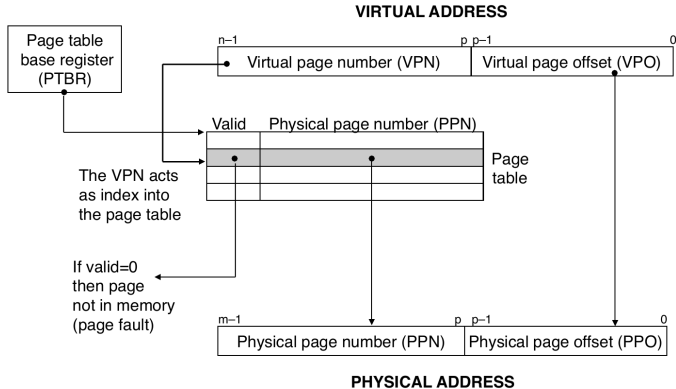 VIRTUAL ADDRESS
Page table
base register
(PTBR)
n–1
p p–1
0
Virtual page number (VPN)
Virtual page offset (VPO)
Valid
Physical page number (PPN)
Page
table
The VPN acts
as index into
the page table
If valid=0
then page
not in memory
(page fault)
m–1
p p–1
0
Physical page number (PPN)
Physical page offset (PPO)
PHYSICAL ADDRESS